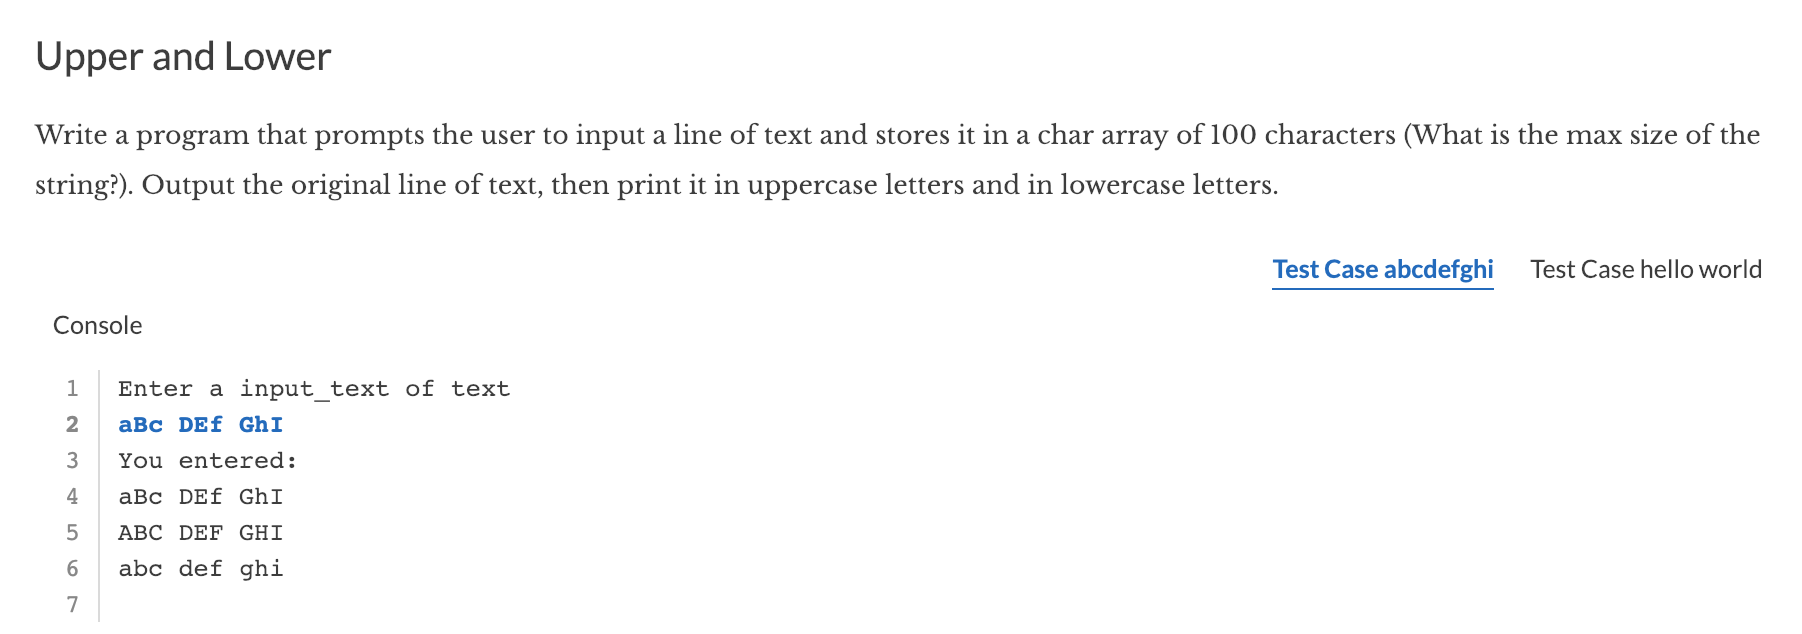 Upper and Lower
Write a program that prompts the user to input a line of text and stores it in a char array of 100 characters (What is the max size of the
string?). Output the original line of text, then print it in uppercase letters and in lowercase letters.
Test Case abcdefghi Test Case hello world
Console
1 Enter a input_text of text
2 aBc DEf GhI
3 You entered:
4 aBc DEf GhI
5 ABC DEF GHI
6 abc def ghi
7